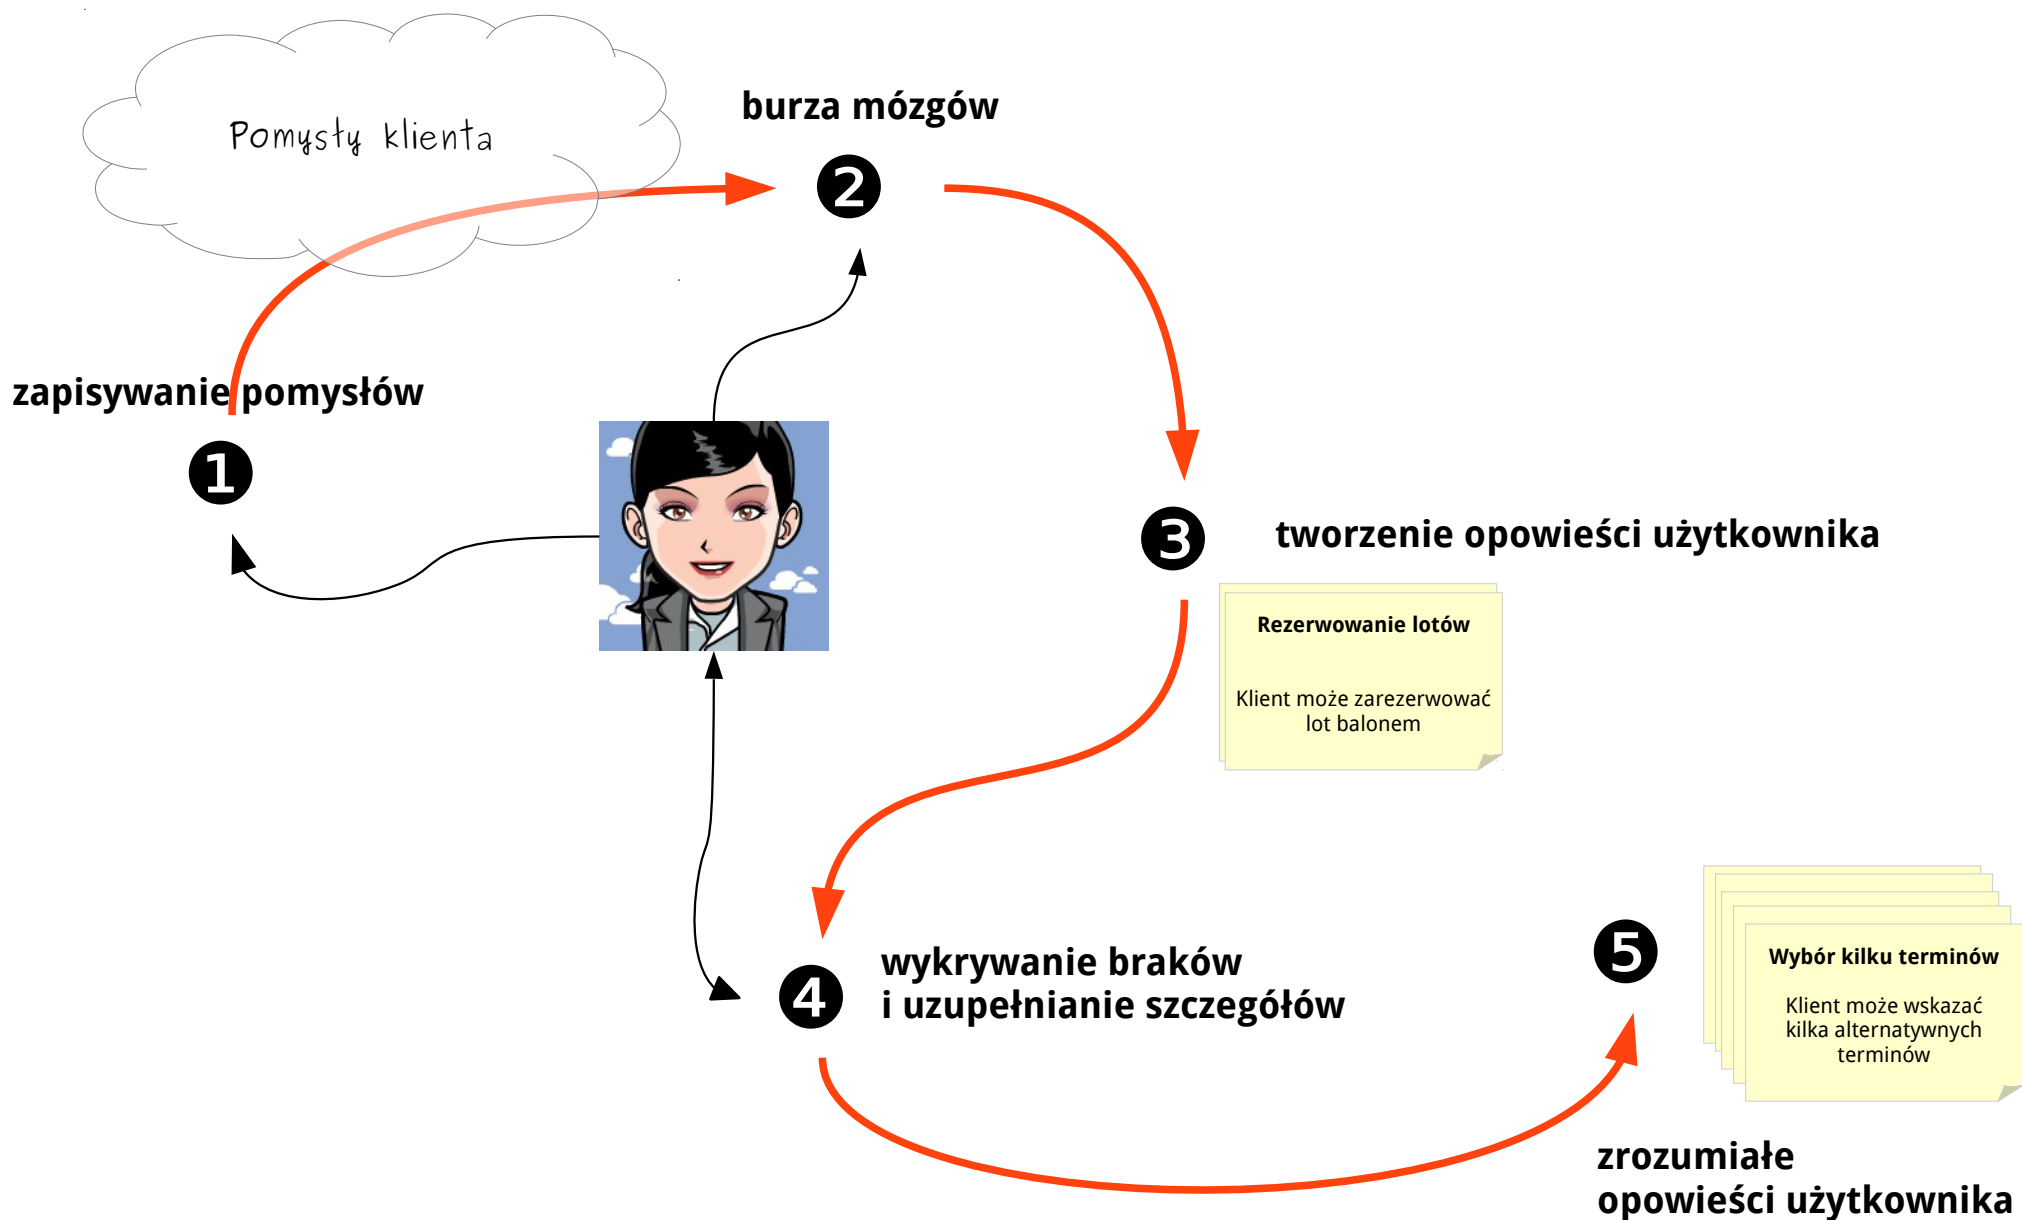 Pomysły klienta
burza mózgów
2
zapisywanie pomysłów
1
3
tworzenie opowieści użytkownika
Rezerwowanie lotów
Klient może zarezerwować
lot balonem
4
wykrywanie braków
i uzupełnianie szczegółów
5
Wybór kilku terminów
Klient może wskazać
kilka alternatywnych
terminów
zrozumiałe
opowieści użytkownika